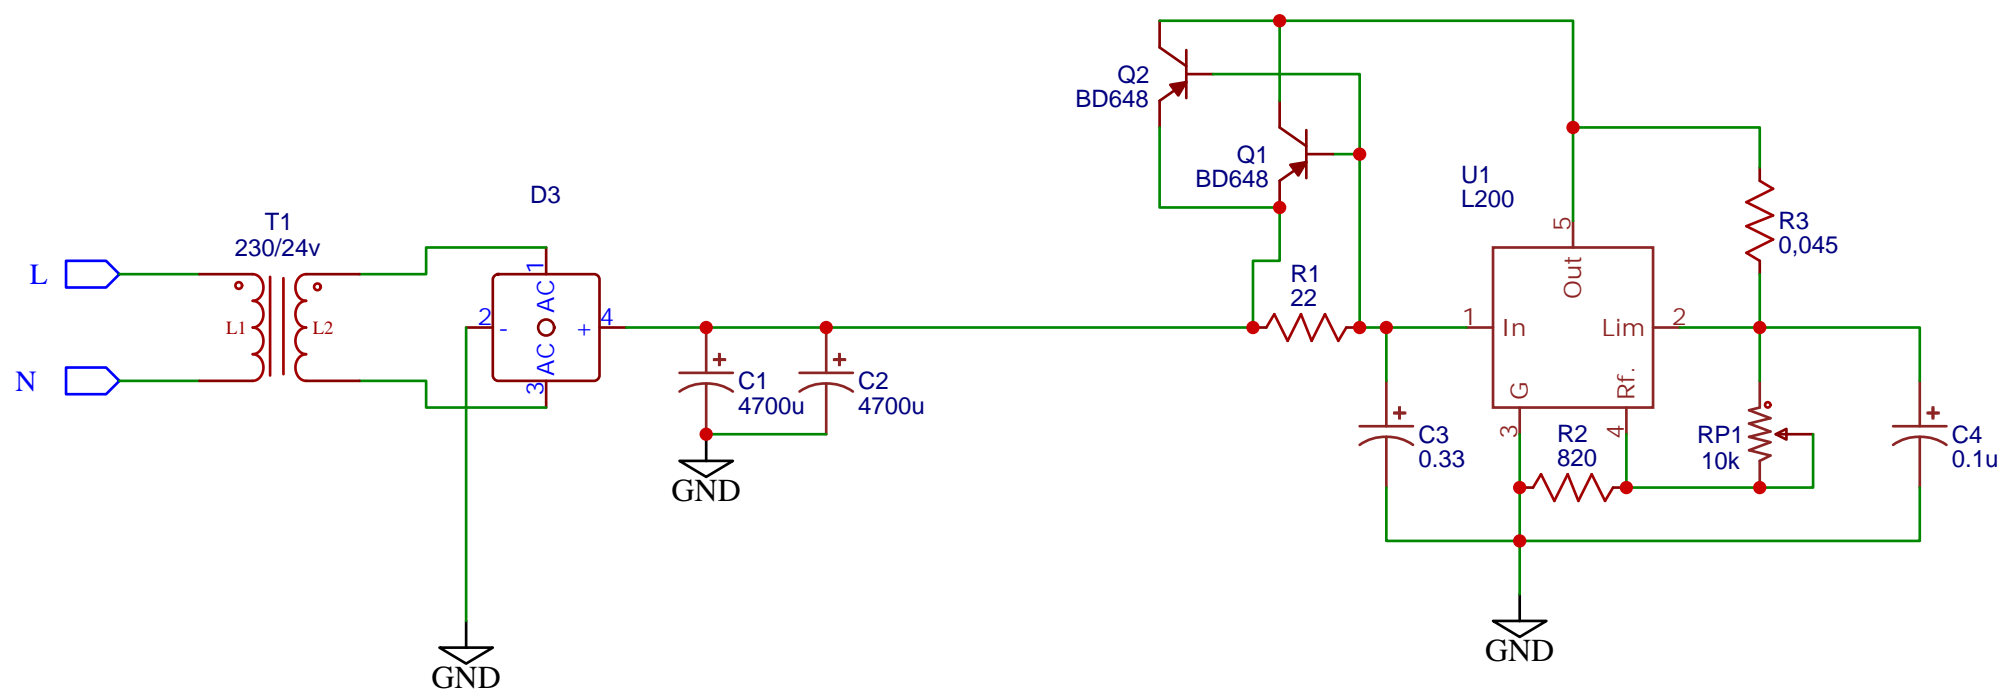 L
N
T1
230/24v
L1
L2
D3
1
2
3
4
AC
AC
-
+
+
C1
4700u
+
C2
4700u
GND
GND
Q2
BD648
Q1
BD648
R1
22
U1
L200
5
Out
1
In
Lim
2
G
Rf.
3
4
R2
820
R3
0,045
RP1
10k
+
C3
0.33
+
C4
0.1u
GND